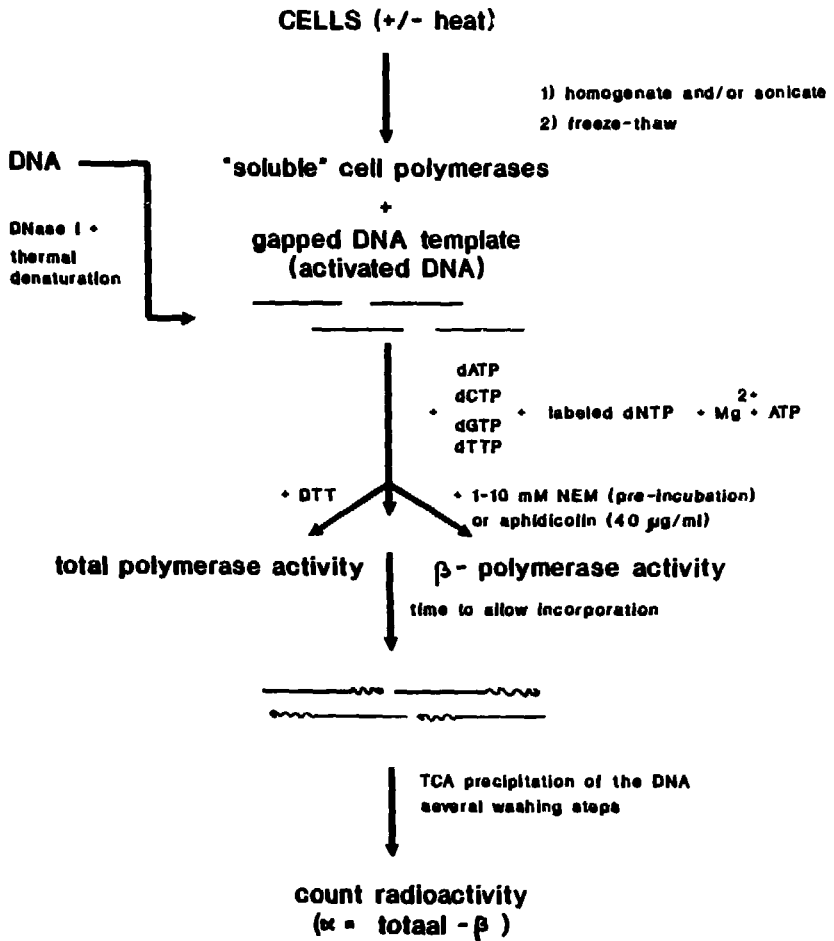 CELLS (+/- heat)
1) homogenate and/or sonicate
2) freeze-thaw
DNA
"soluble" cell polymerases
+
DNase I +
thermal
denaturation
gapped DNA template
(activated DNA)
dATP
dCTP
dGTP
dTTP
+ + labeled dNTP + Mg2+ + ATP
+ DTT
+ 1-10 mM NEM (pre-incubation)
or aphidicolin (40 µg/ml)
total polymerase activity
β- polymerase activity
time to allow incorporation
TCA precipitation of the DNA
several washing steps
count radioactivity
(α = totaal - β)